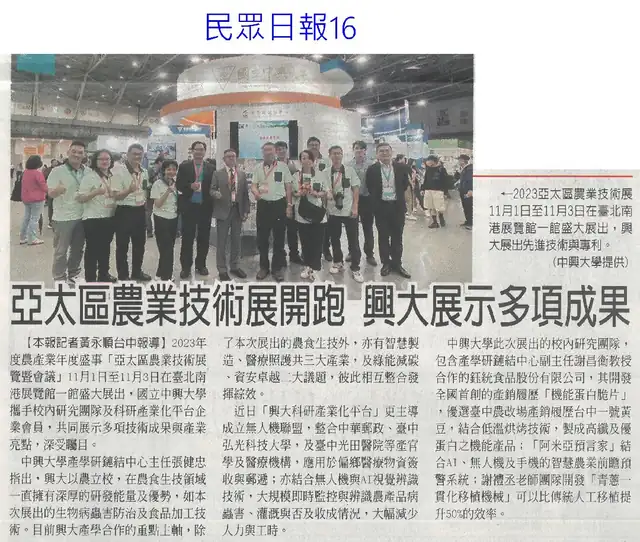 民眾日報16
←2023亞太區農業技術展
11月1日至11月3日在臺北南
港展覽館一館盛大展出，興
大展出先進技術與專利。
（中興大學提供）
亞太區農業技術展開跑 興大展示多項成果
【本報記者黃永順台中報導】2023年
度農產業年度盛事「亞太區農業技術展
覽暨會議」11月1日至11月3日在臺北南
港展覽館一館盛大展出，國立中興大學
攜手校內研究團隊及科研產業化平台企
業會員，共同展示多項技術成果與產業
亮點，深受矚目。
中興大學產學研鏈結中心主任張健忠
指出，興大以農立校，在農食生技領域
一直擁有深厚的研發能量及優勢，如本
次展出的生物病蟲害防治及食品加工技
術。目前興大產學合作的重點主軸，除
了本次展出的農食生技外，亦有智慧製
造、醫療照護共三大產業，及綠能減碳
、資安卓越二大議題，彼此相互整合發
揮綜效。
近日「興大科研產業化平台」更主導
成立無人機聯盟，整合中華郵政、臺中
弘光科技大學，及臺中光田醫院等產官
學及醫療機構，應用於偏鄉醫療物資簽
收與郵遞；亦結合無人機與AI視覺辨識
技術，大規模即時監控與辨識農產品病
蟲害、灌溉與否及收成情況，大幅減少
人力與工時。
中興大學此次展出的校內研究團隊，
包含產學研鏈結中心副主任謝昌衛教授
合作的鈺統食品股份有限公司，其開發
全國首創的產銷履歷「機能蛋白脆片」
，優選臺中農改場產銷履歷台中一號黃
豆，結合低溫烘烤技術，製成高纖及優
蛋白之機能產品；「阿米亞預言家」結
合AI、無人機及手機的智慧農業前瞻預
警系統；謝禮丞老師團隊開發「青蔥一
貫化移植機械」可以比傳統人工移植提
升50%的效率。